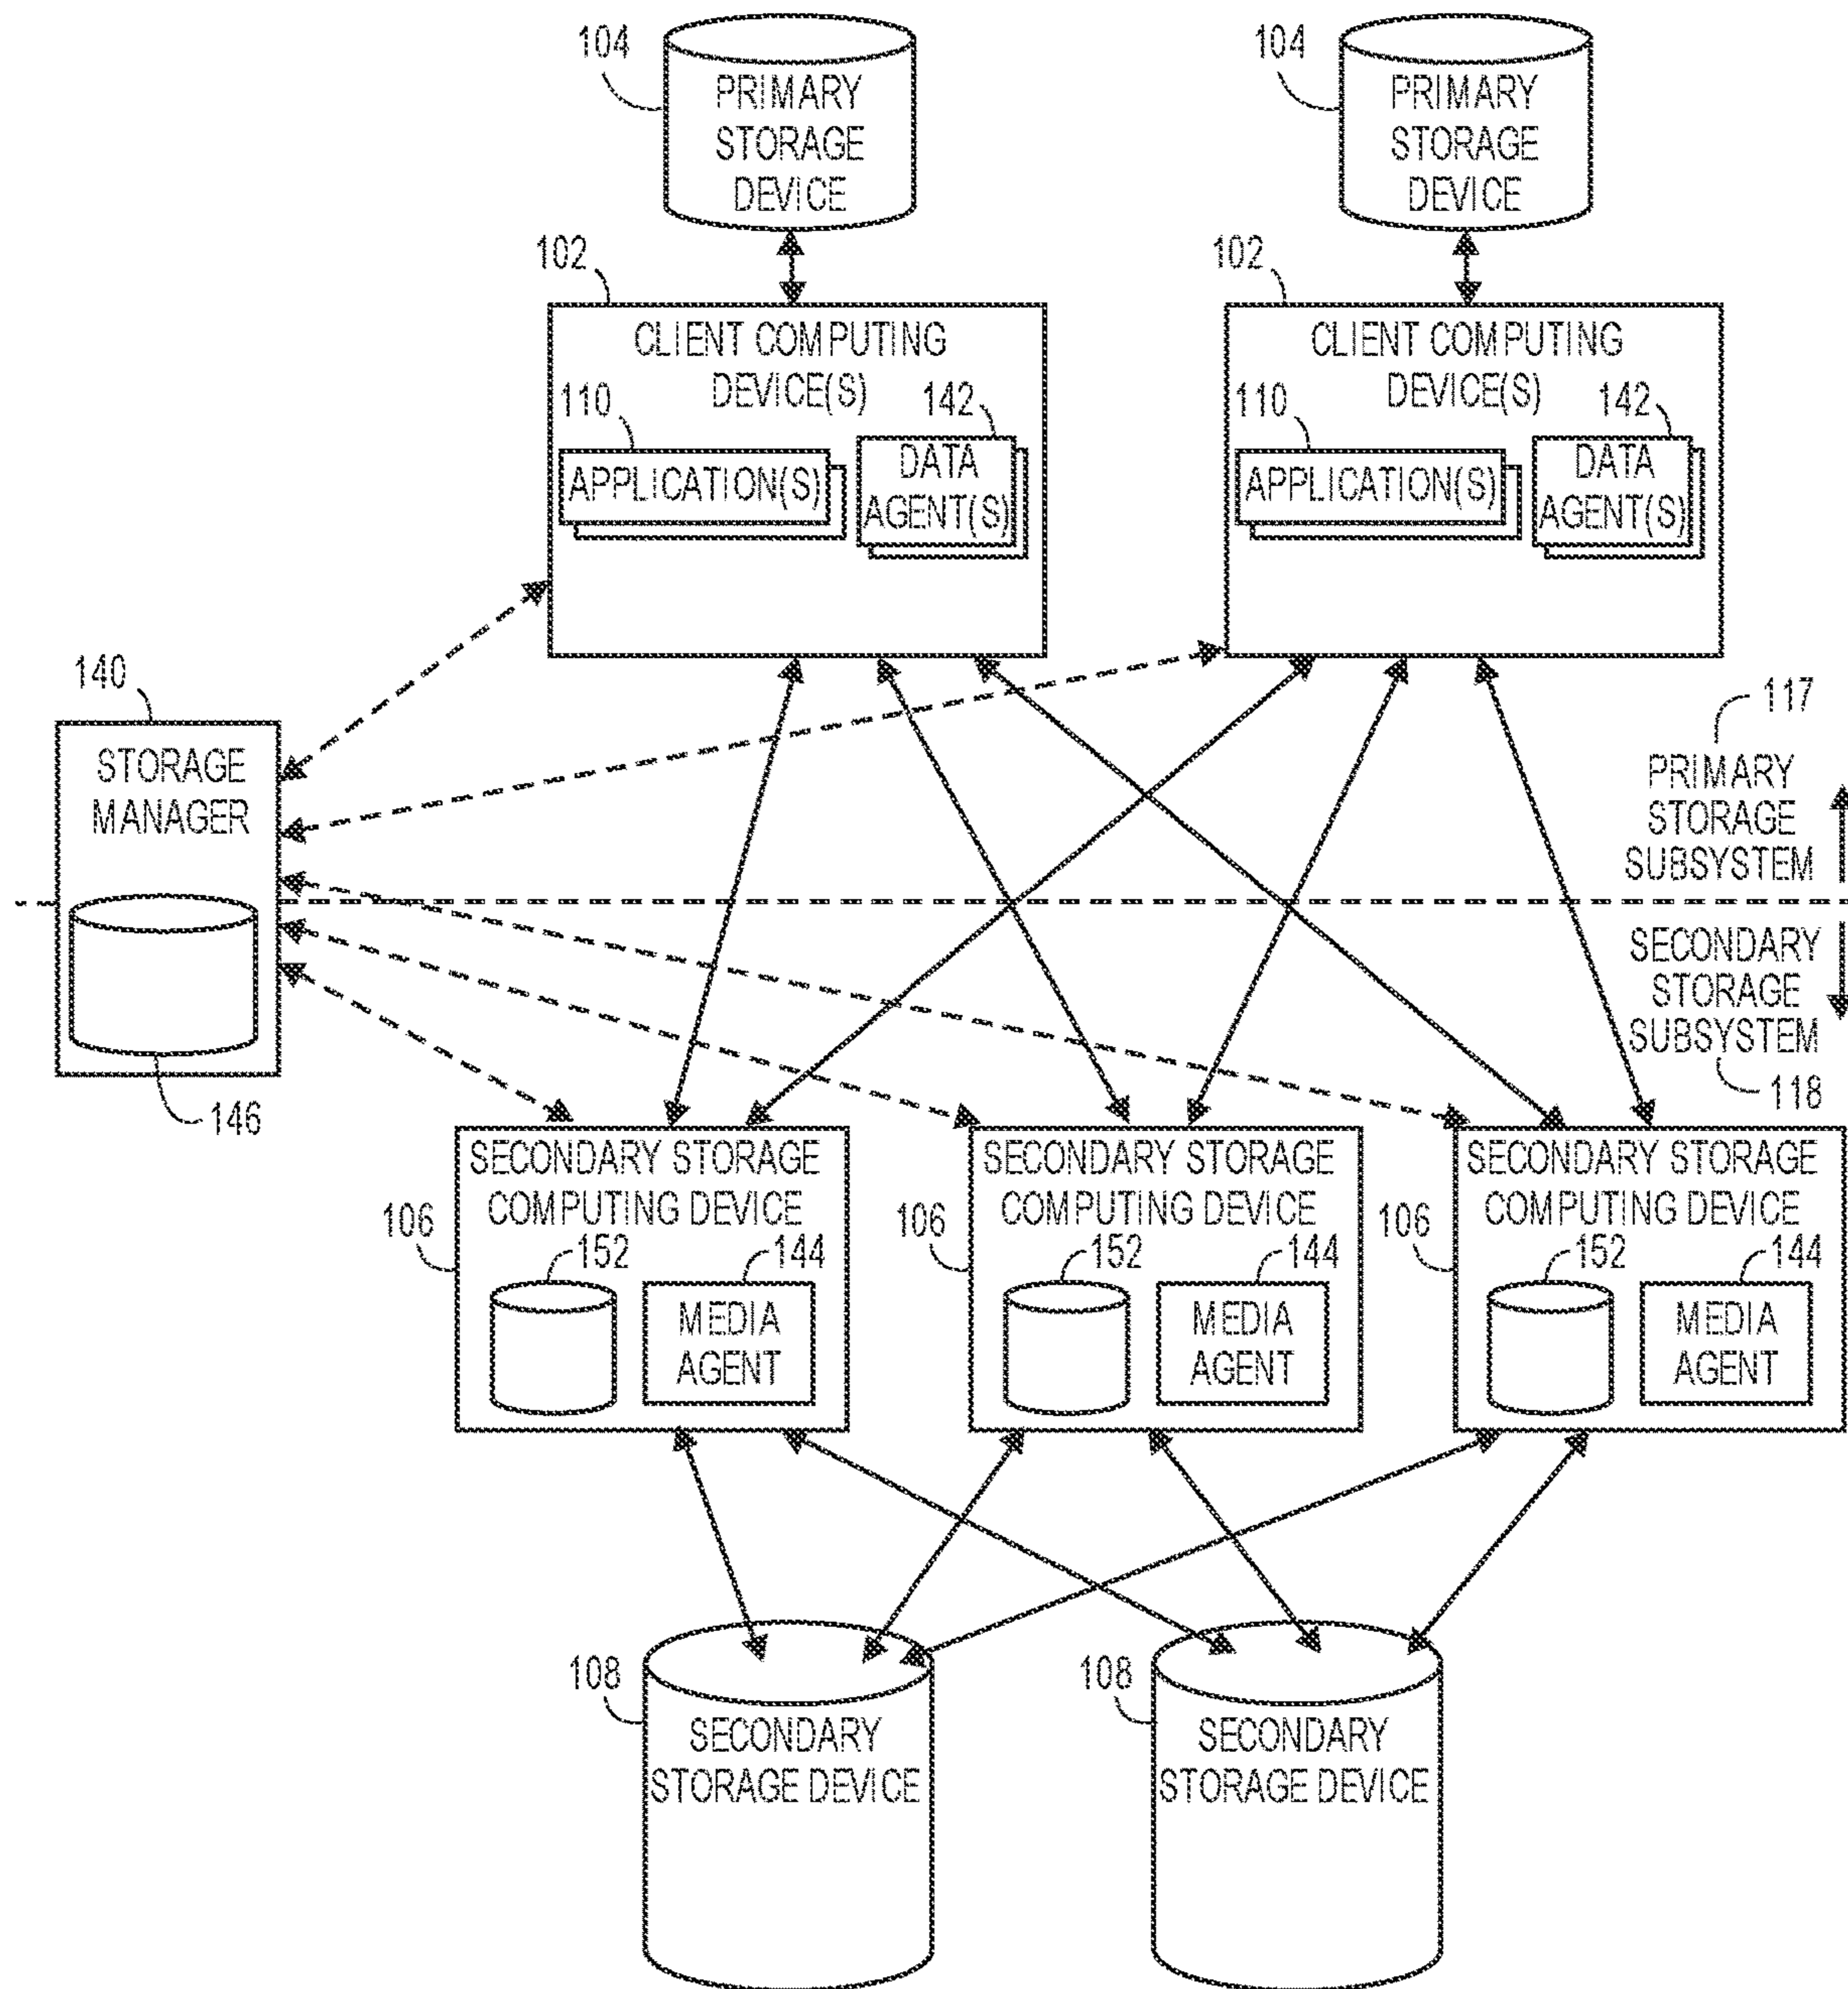 104
PRIMARY
STORAGE
DEVICE
104
PRIMARY
STORAGE
DEVICE
102
CLIENT COMPUTING
DEVICE(S)
110
142
APPLICATION(S)
DATA
AGENT(S)
102
CLIENT COMPUTING
DEVICE(S)
110
142
APPLICATION(S)
DATA
AGENT(S)
140
STORAGE
MANAGER
146
117
PRIMARY
STORAGE
SUBSYSTEM
SECONDARY
STORAGE
SUBSYSTEM
118
SECONDARY STORAGE
COMPUTING DEVICE
106
152
144
MEDIA
AGENT
SECONDARY STORAGE
COMPUTING DEVICE
106
152
144
MEDIA
AGENT
SECONDARY STORAGE
COMPUTING DEVICE
106
152
144
MEDIA
AGENT
108
SECONDARY
STORAGE DEVICE
108
SECONDARY
STORAGE DEVICE